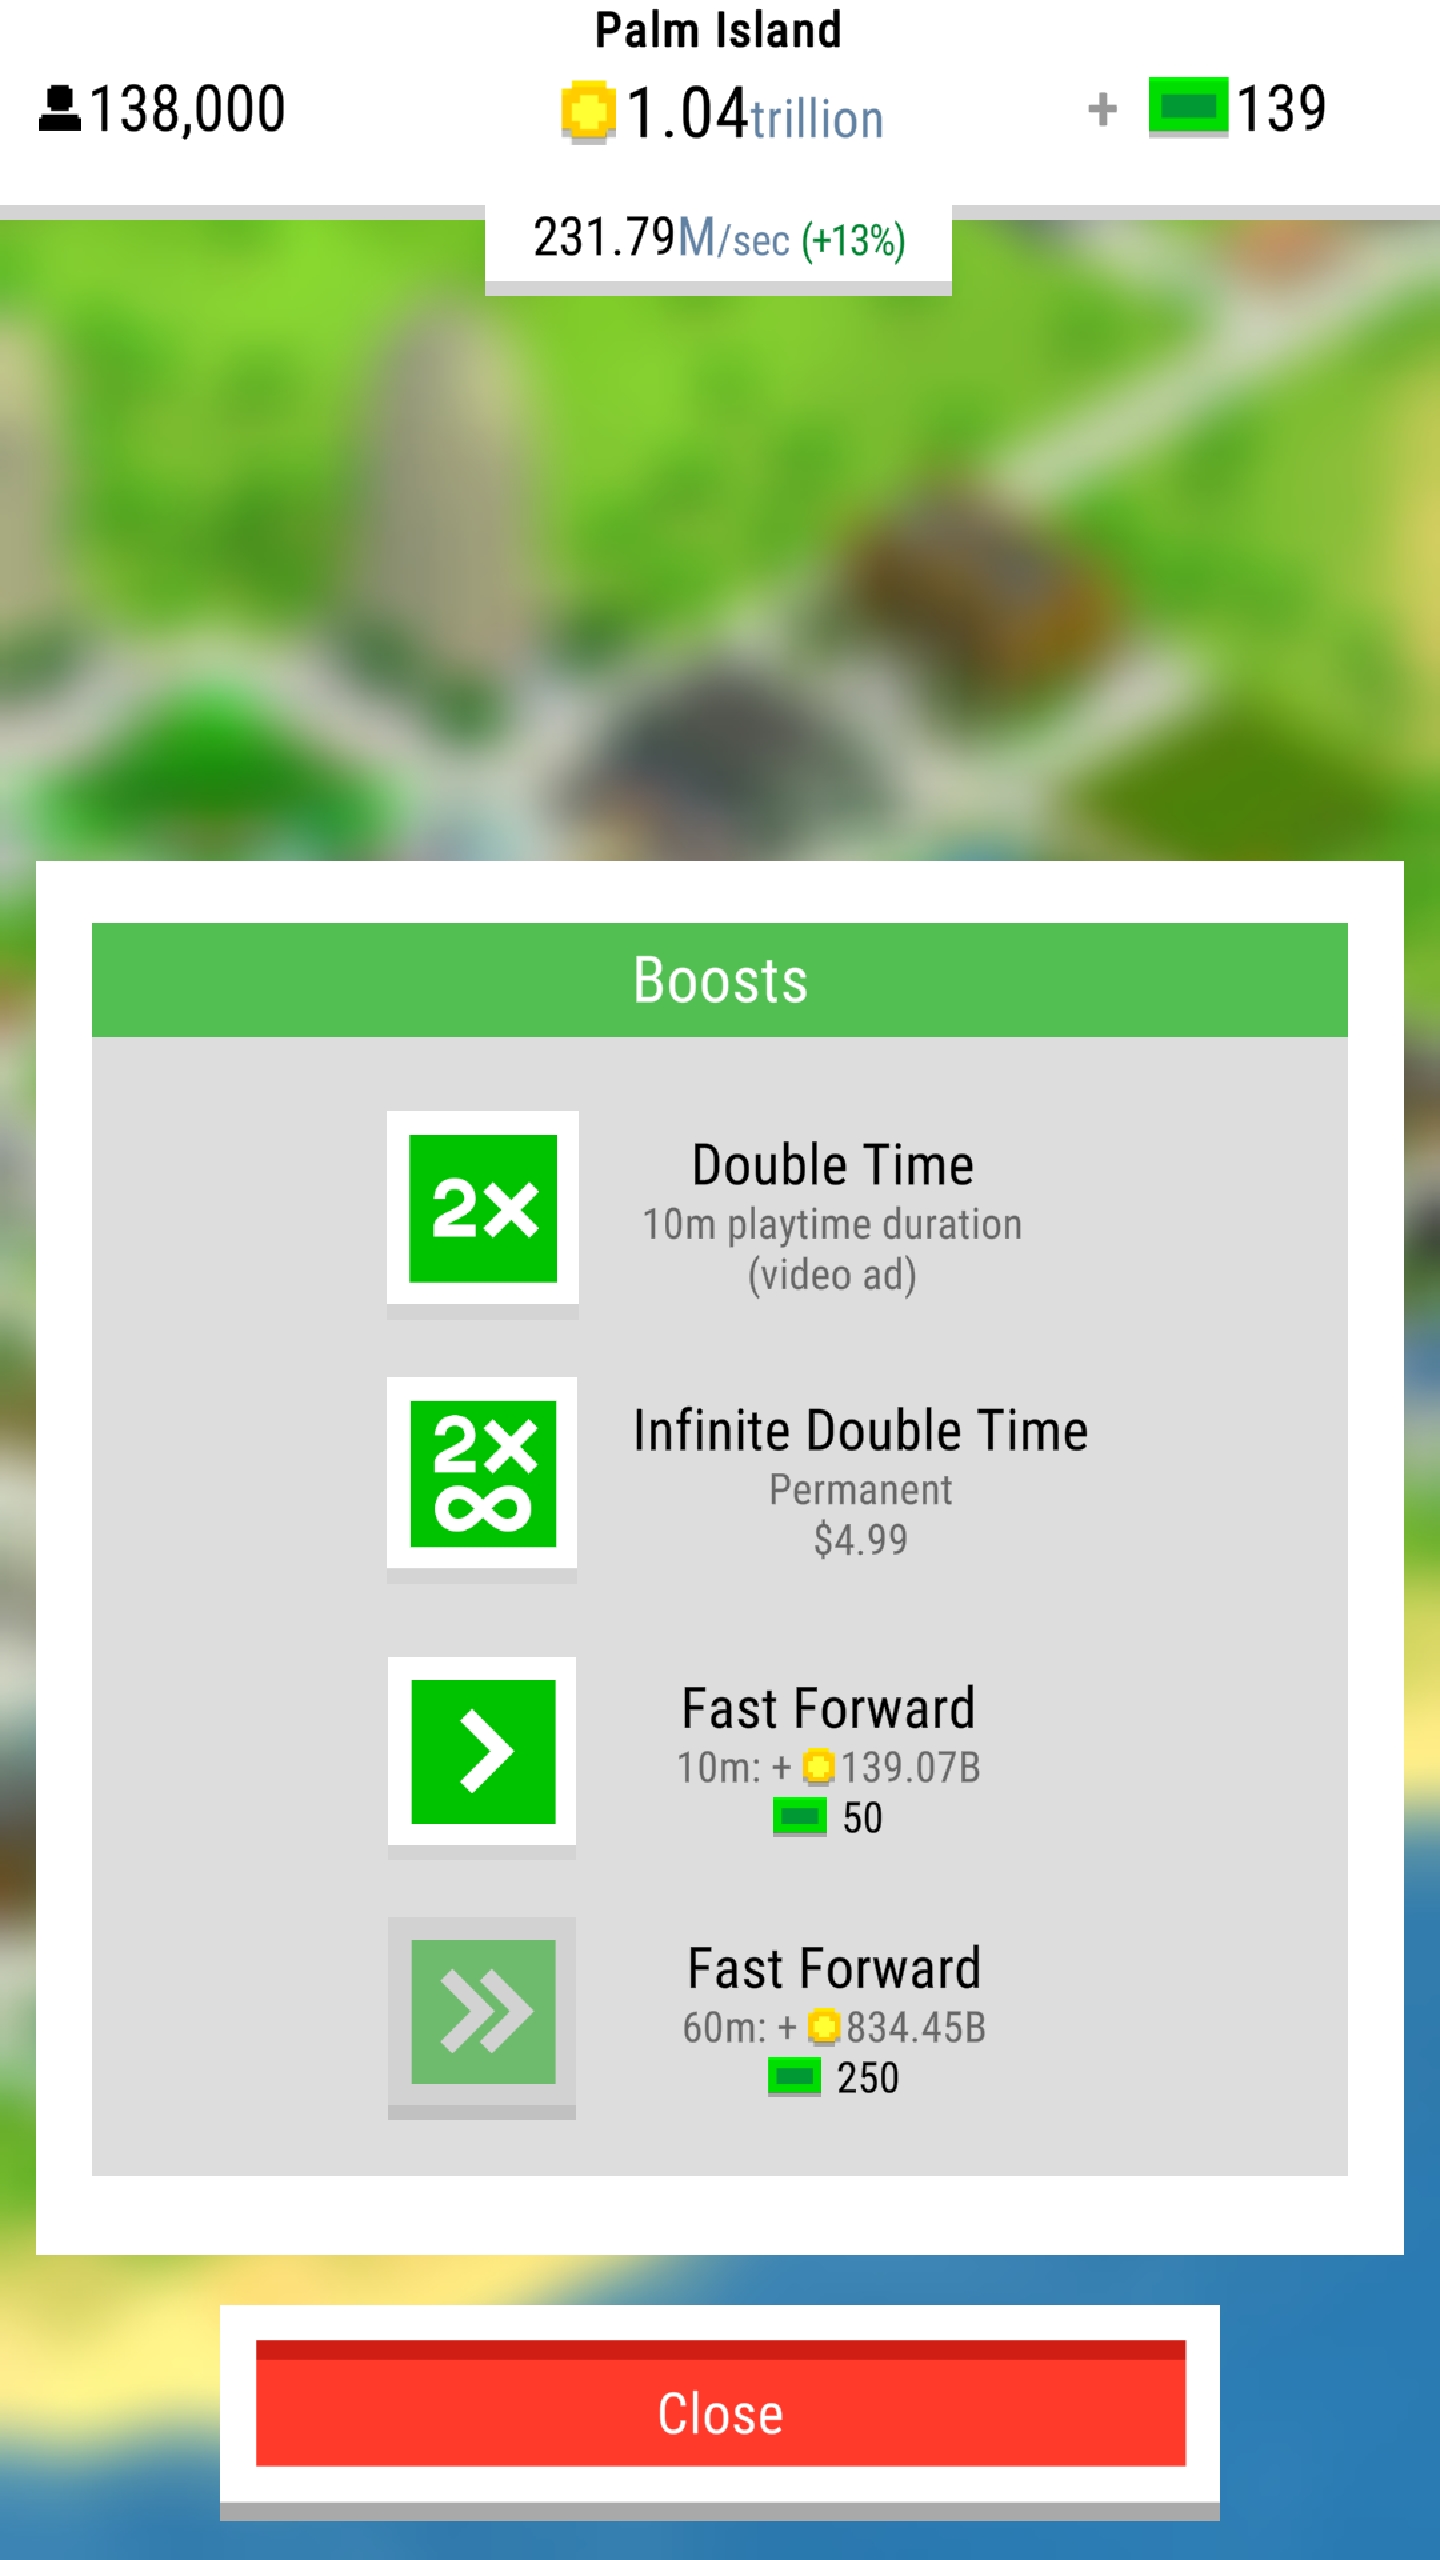 Palm Island
138,000
1.04trillion
+ 139
231.79M/sec (+13%)
Boosts
2×
Double Time
10m playtime duration
(video ad)
2×
∞
Infinite Double Time
Permanent
$4.99
Fast Forward
10m: + 139.07B
50
Fast Forward
60m: + 834.45B
250
Close